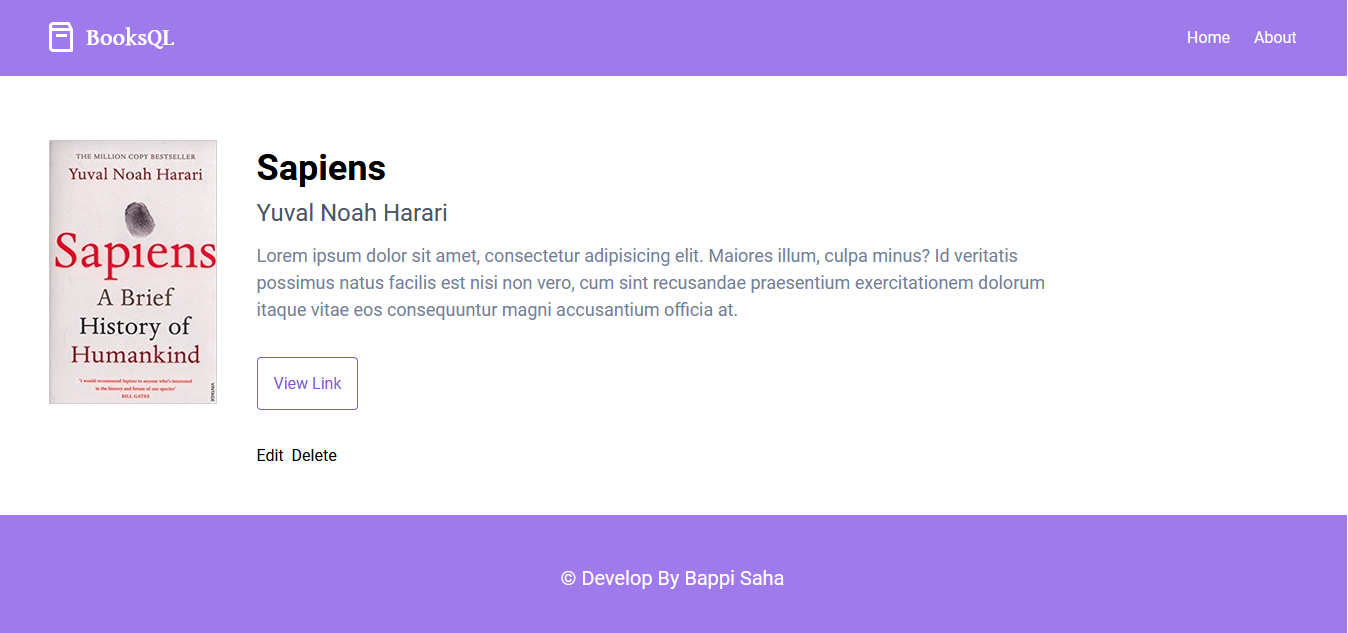 BooksQL
Home About
THE MILLION COPY BESTSELLER
Yuval Noah Harari
Sapiens
A Brief
History of
Humankind
'I would recommend Sapiens to anyone who's interested
in the history and future of our species'
BILL GATES
VINTAGE
Sapiens
Yuval Noah Harari
Lorem ipsum dolor sit amet, consectetur adipisicing elit. Maiores illum, culpa minus? Id veritatis
possimus natus facilis est nisi non vero, cum sint recusandae praesentium exercitationem dolorum
itaque vitae eos consequuntur magni accusantium officia at.
View Link
Edit Delete
© Develop By Bappi Saha